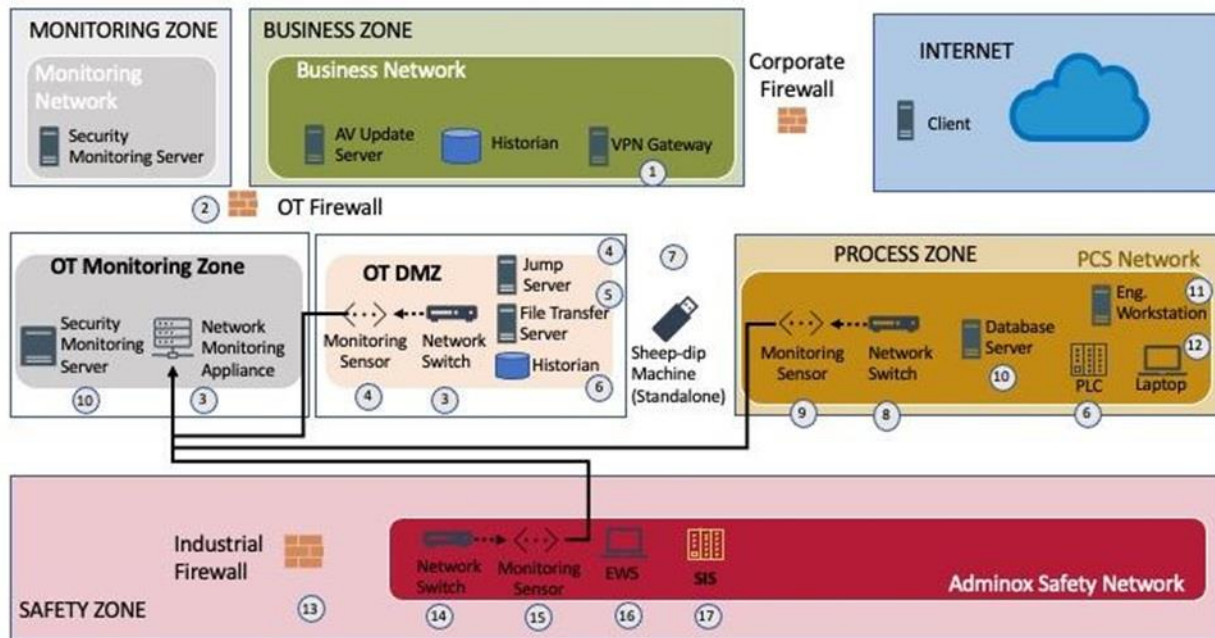 MONITORING ZONE
Monitoring
Network
Security
Monitoring Server
BUSINESS ZONE
Business Network
AV Update
Server
Historian
VPN Gateway
1
Corporate
Firewall
INTERNET
Client
2
OT Firewall
OT Monitoring Zone
Security
Monitoring
Server
10
Network
Monitoring
Appliance
3
OT DMZ
Monitoring
Sensor
4
Network
Switch
3
Jump
Server
4
File Transfer
Server
5
Historian
6
7
Sheep-dip
Machine
(Standalone)
PROCESS ZONE
PCS Network
Monitoring
Sensor
9
Network
Switch
8
Database
Server
10
Eng.
Workstation
11
PLC
6
Laptop
12
Industrial
Firewall
13
SAFETY ZONE
Network
Switch
14
Monitoring
Sensor
15
EWS
16
SIS
17
Adminox Safety Network